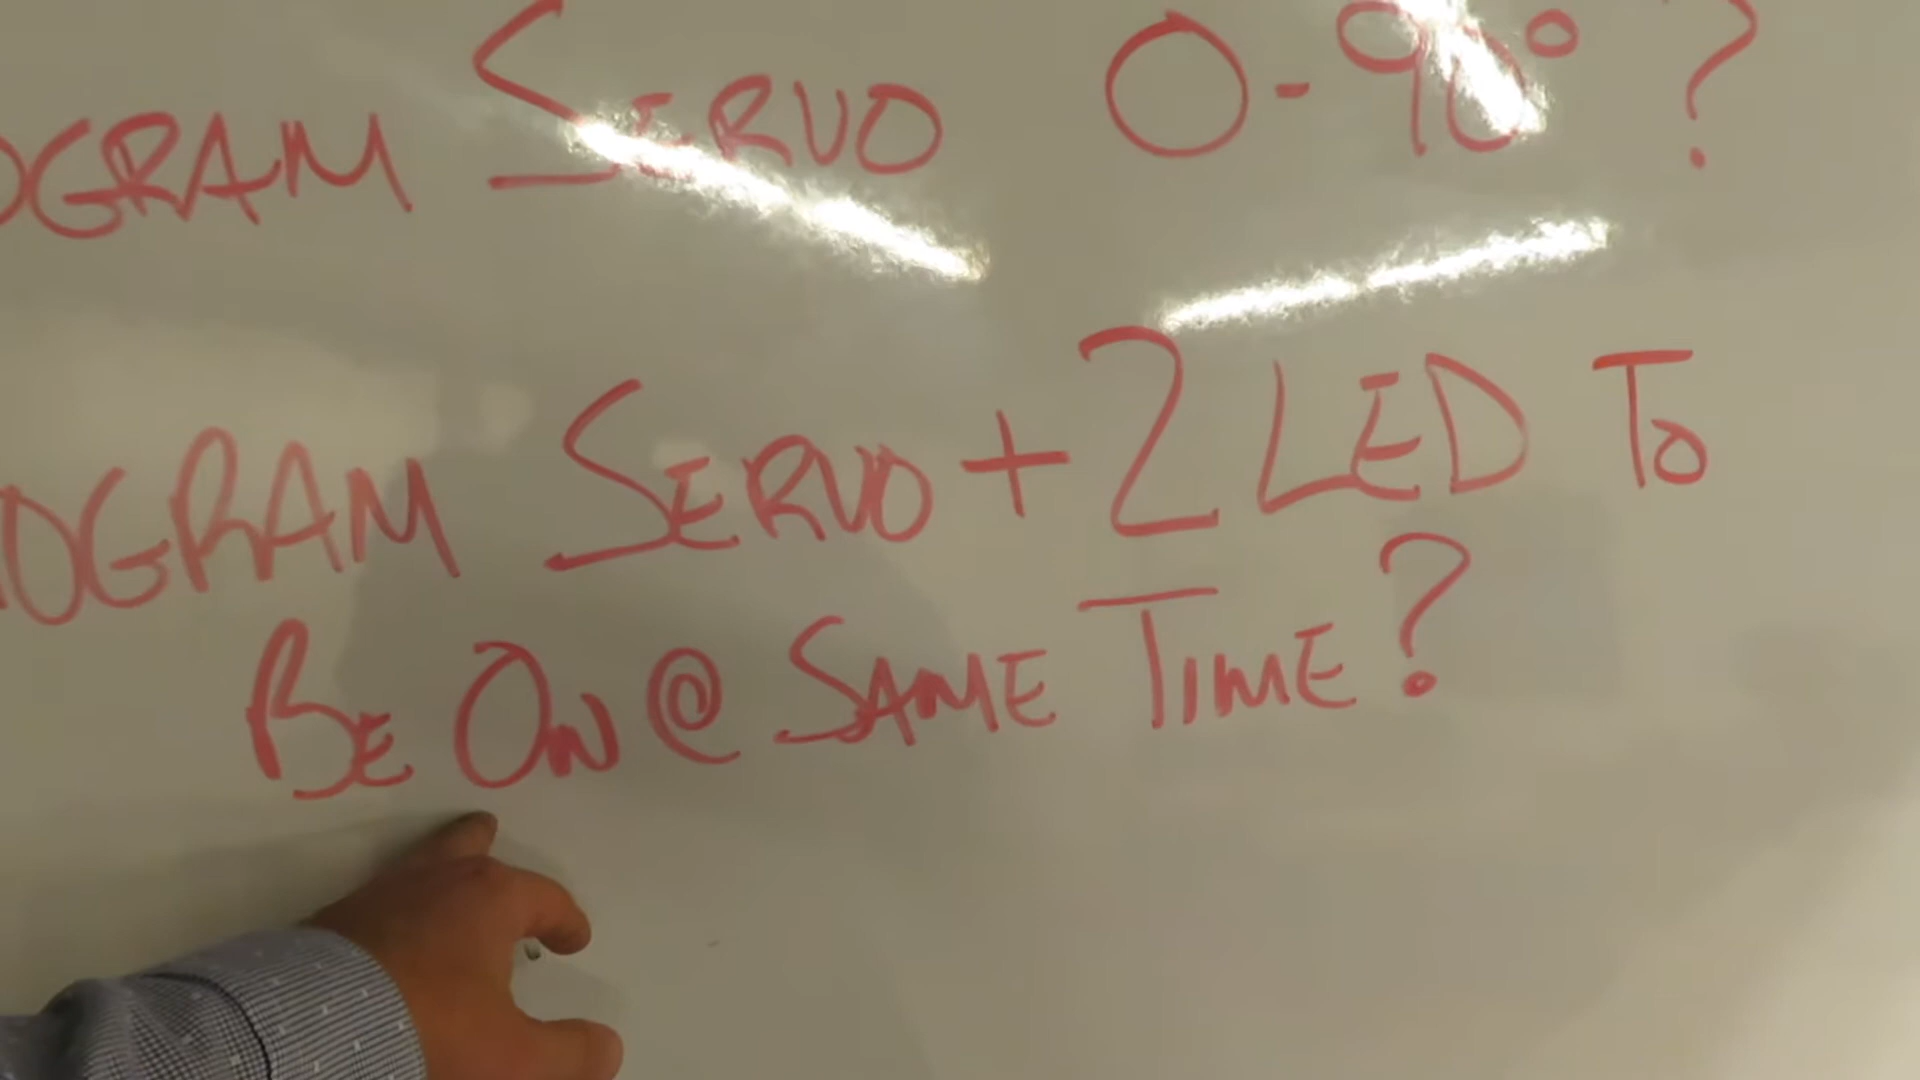 OGRAM SERVO 0-90° ?
OGRAM SERVO + 2 LED TO
BE ON @ SAME TIME?